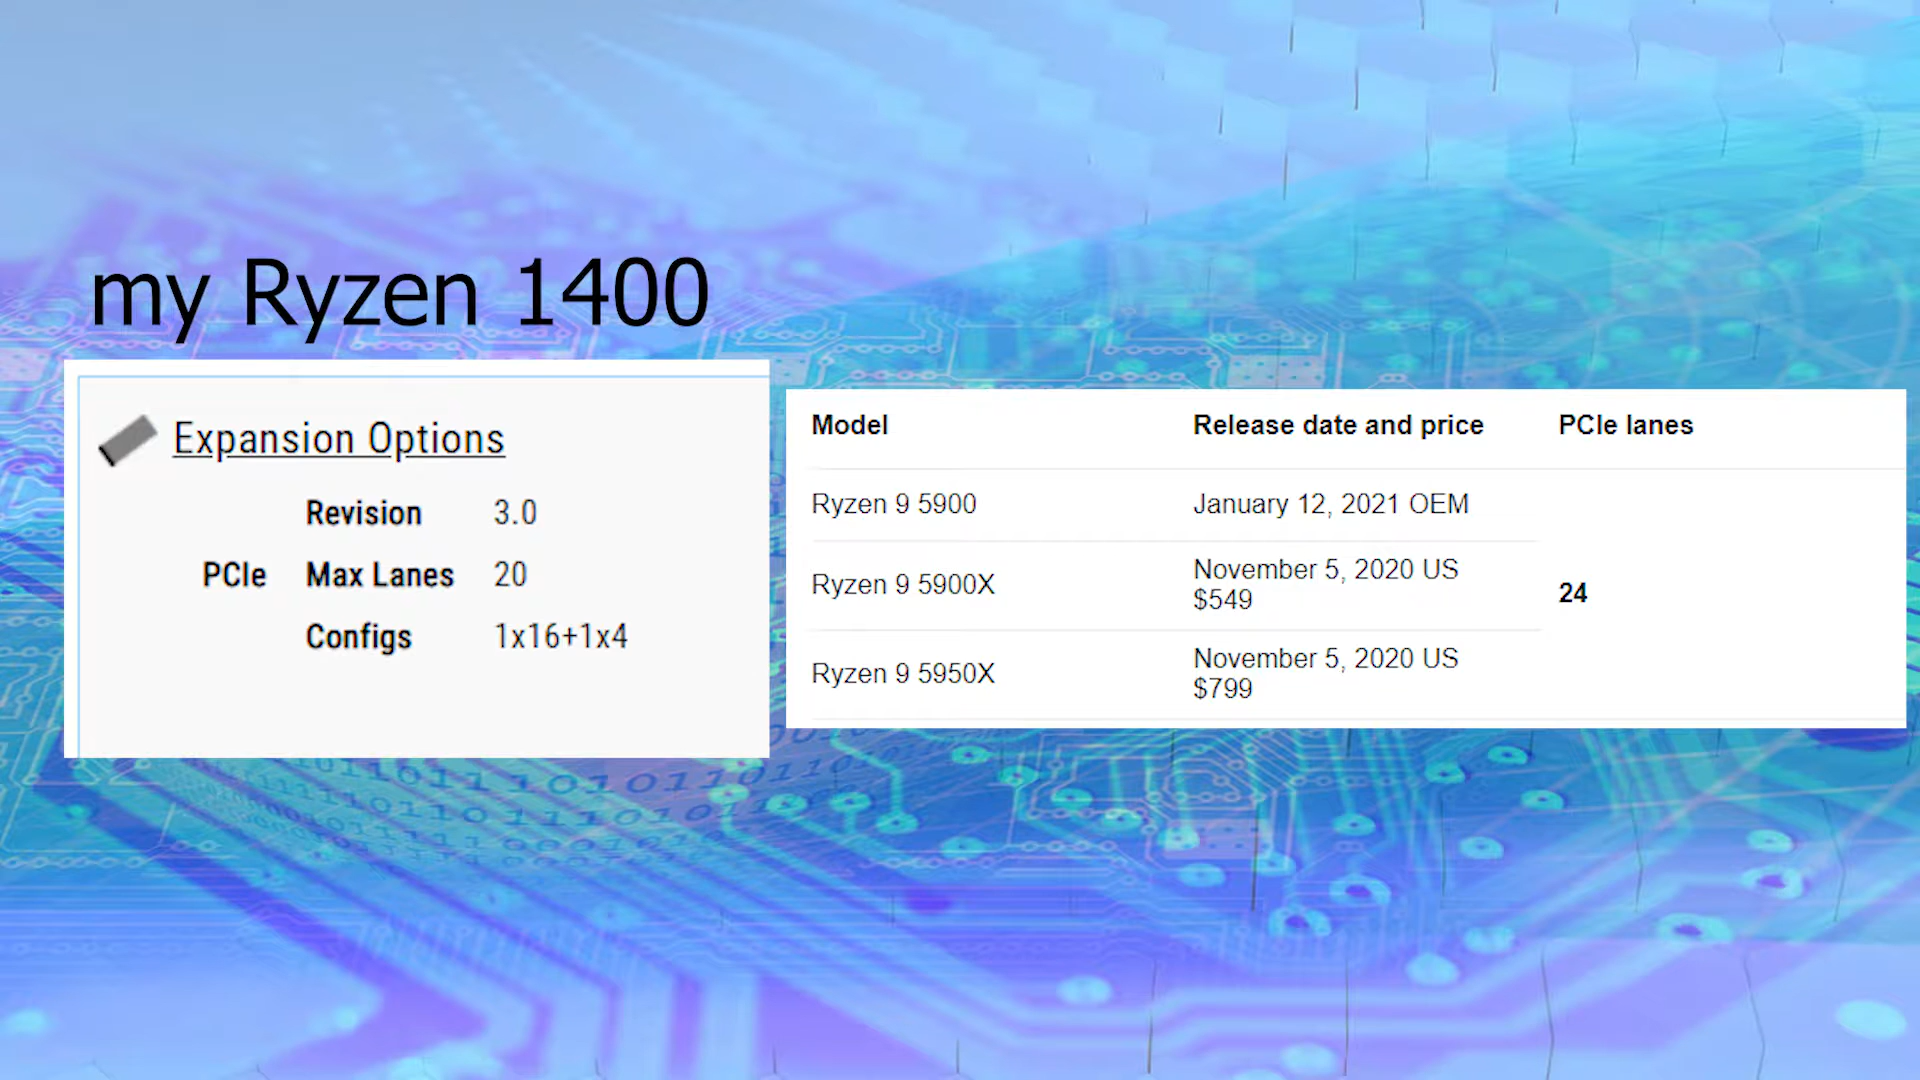 my Ryzen 1400
Expansion Options
Revision 3.0
PCIe Max Lanes 20
Configs 1x16+1x4
Model Release date and price PCIe lanes
Ryzen 9 5900 January 12, 2021 OEM
Ryzen 9 5900X November 5, 2020 US
$549
24
Ryzen 9 5950X November 5, 2020 US
$799